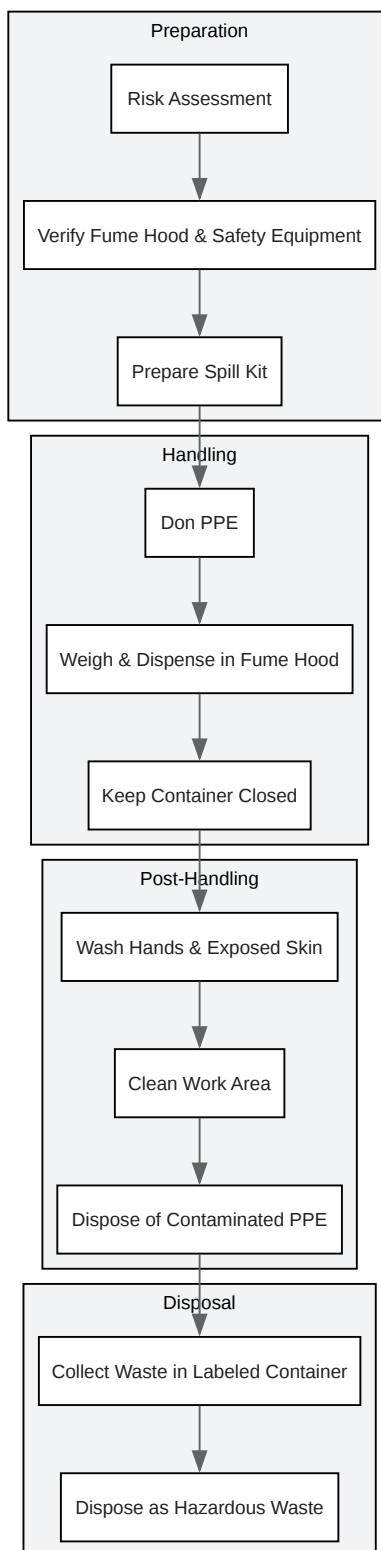 Preparation
Risk Assessment
Verify Fume Hood & Safety Equipment
Prepare Spill Kit
Handling
Don PPE
Weigh & Dispense in Fume Hood
Keep Container Closed
Post-Handling
Wash Hands & Exposed Skin
Clean Work Area
Dispose of Contaminated PPE
Disposal
Collect Waste in Labeled Container
Dispose as Hazardous Waste